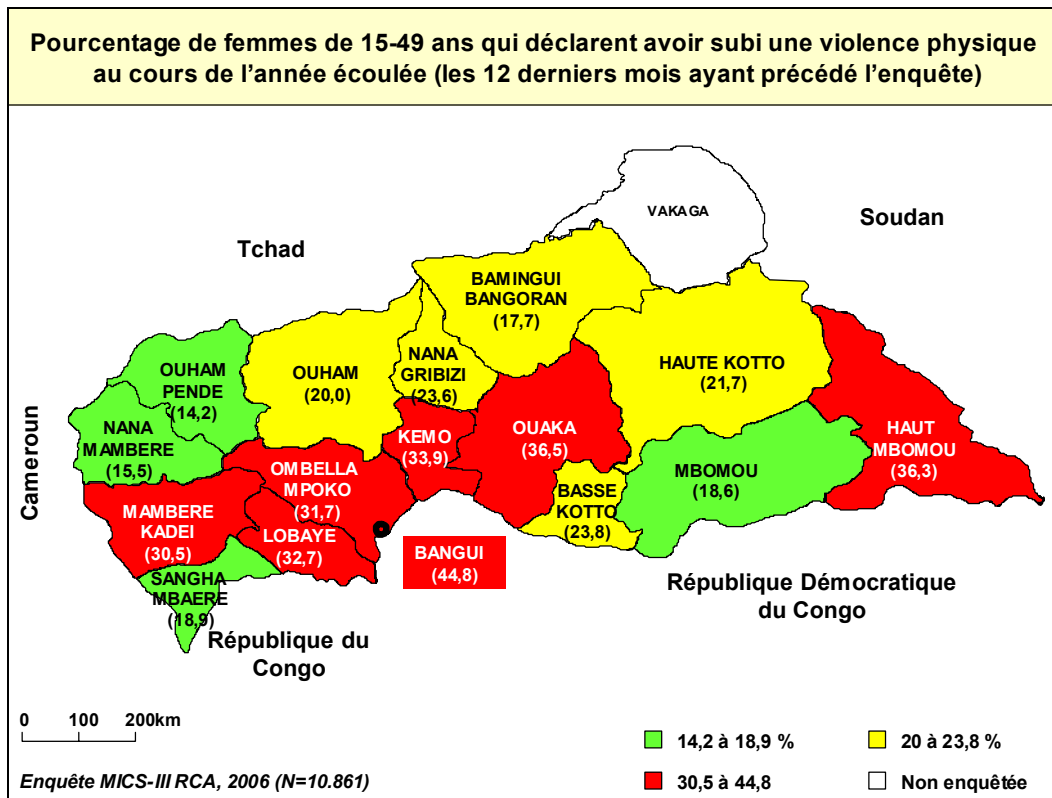 Pourcentage de femmes de 15-49 ans qui déclarent avoir subi une violence physique
au cours de l'année écoulée (les 12 derniers mois ayant précédé l'enquête)
VAKAGA
Soudan
Tchad
BAMINGUI
BANGORAN
(17,7)
OUHAM
PENDE
(14,2)
OUHAM
(20,0)
NANA
GRIBIZI
(23,6)
HAUTE KOTTO
(21,7)
NANA
MAMBERE
(15,5)
KEMO
(33,9)
OUAKA
(36,5)
HAUT
MBOMOU
(36,3)
Cameroun
OMBELLA
MPOKO
(31,7)
MBOMOU
(18,6)
BASSE
KOTTO
(23,8)
MAMBERE
KADEI
(30,5)
LOBAYE
(32,7)
BANGUI
(44,8)
SANGHA
MBAERE
(18,9)
République Démocratique
du Congo
République du
Congo
0 100 200km
14,2 à 18,9 %
20 à 23,8 %
30,5 à 44,8
Non enquêtée
Enquête MICS-III RCA, 2006 (N=10.861)